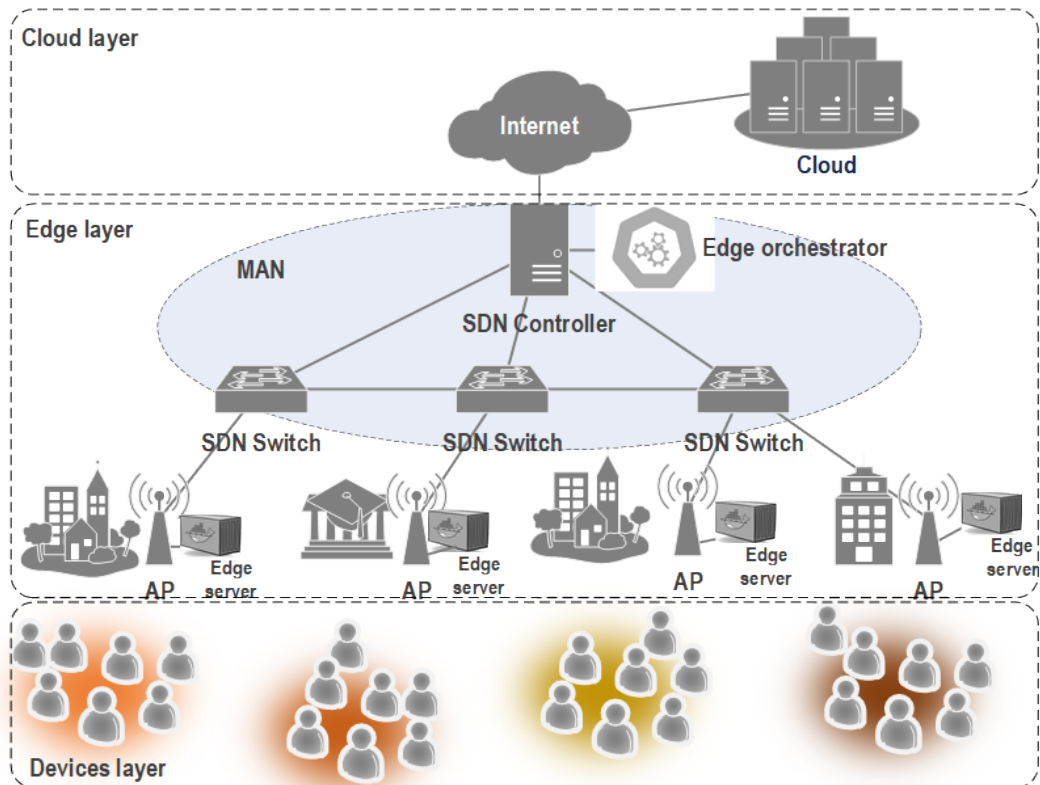 Cloud layer
Internet
Cloud
Edge layer
MAN
Edge orchestrator
SDN Controller
SDN Switch
SDN Switch
SDN Switch
AP
Edge
server
AP
Edge
server
AP
Edge
server
AP
Edge
server
Devices layer